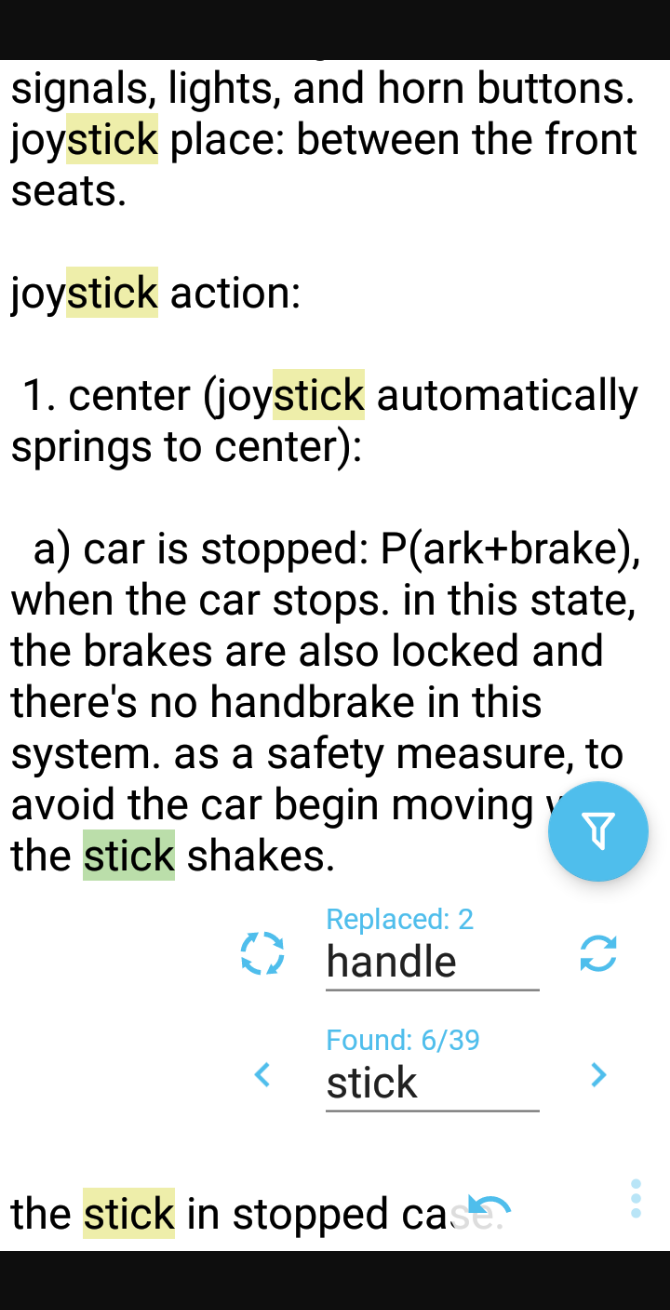 signals, lights, and horn buttons.
joystick place: between the front
seats.
joystick action:
1. center (joystick automatically
springs to center):
a) car is stopped: P(ark+brake),
when the car stops. in this state,
the brakes are also locked and
there's no handbrake in this
system. as a safety measure, to
avoid the car begin moving
the stick shakes.
Replaced: 2
handle
Found: 6/39
stick
the stick in stopped case.